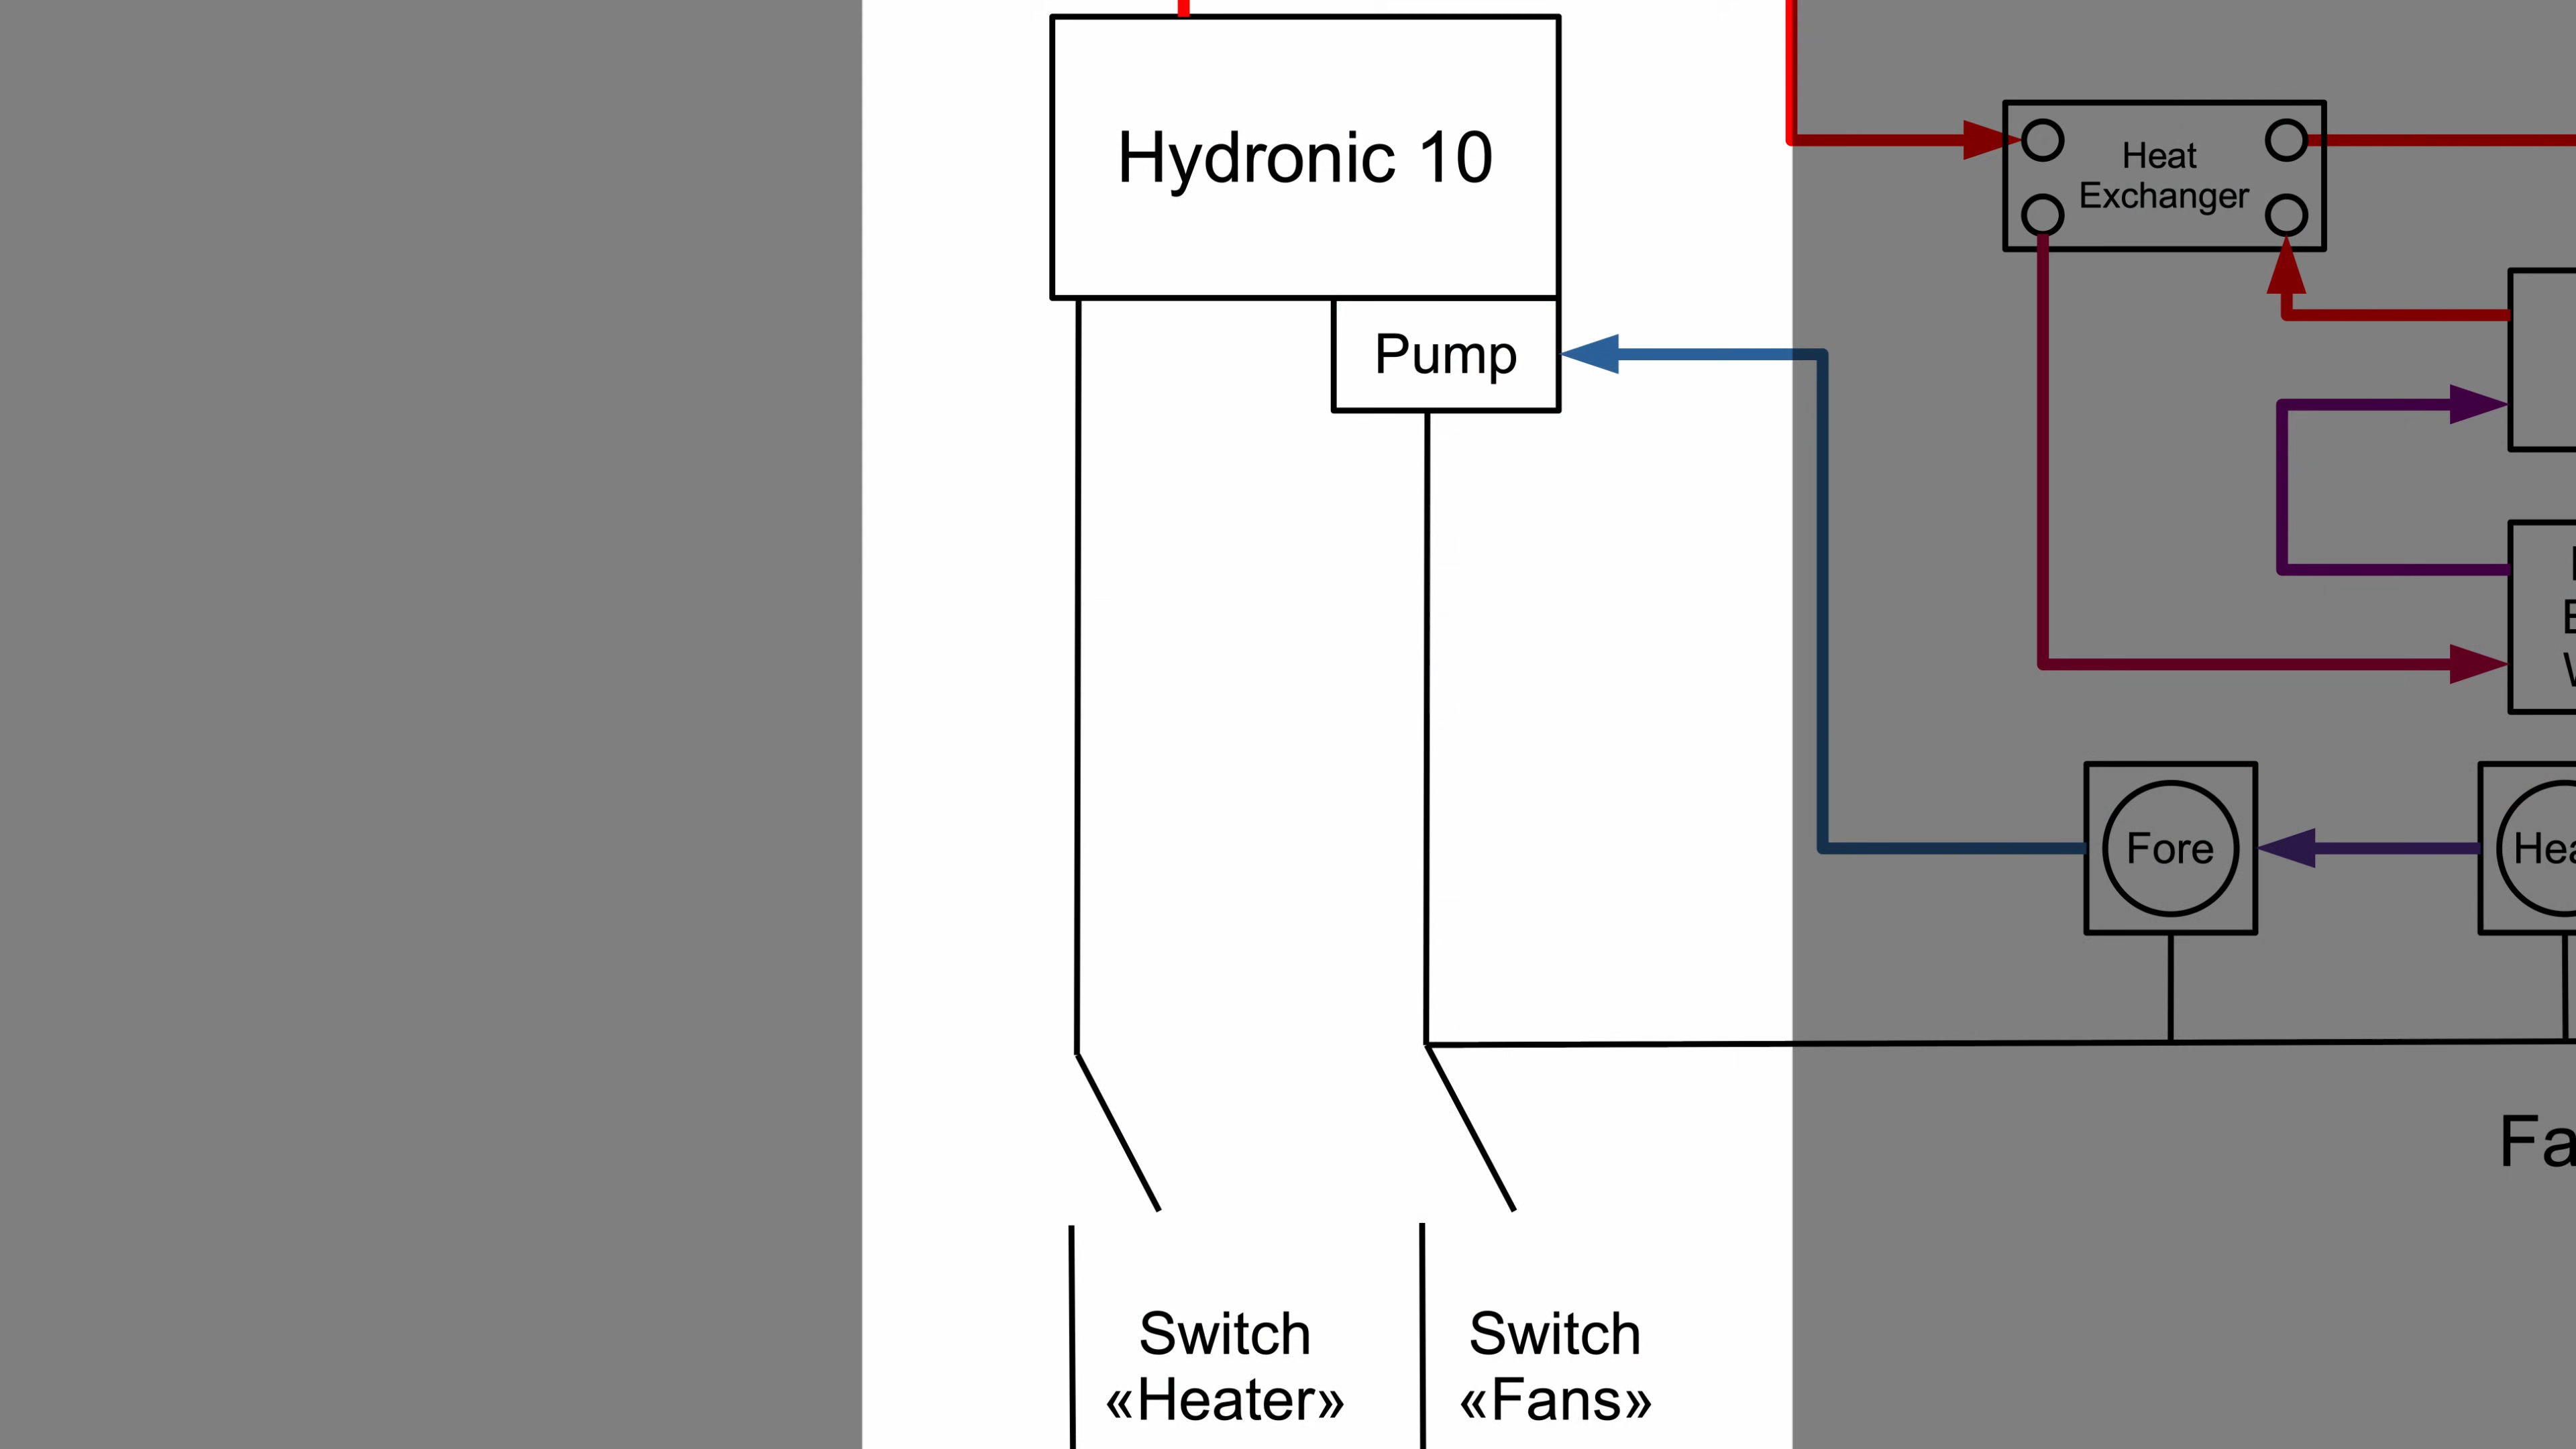 Hydronic 10
Pump
Heat
Exchanger
Fore
Switch
«Heater»
Switch
«Fans»